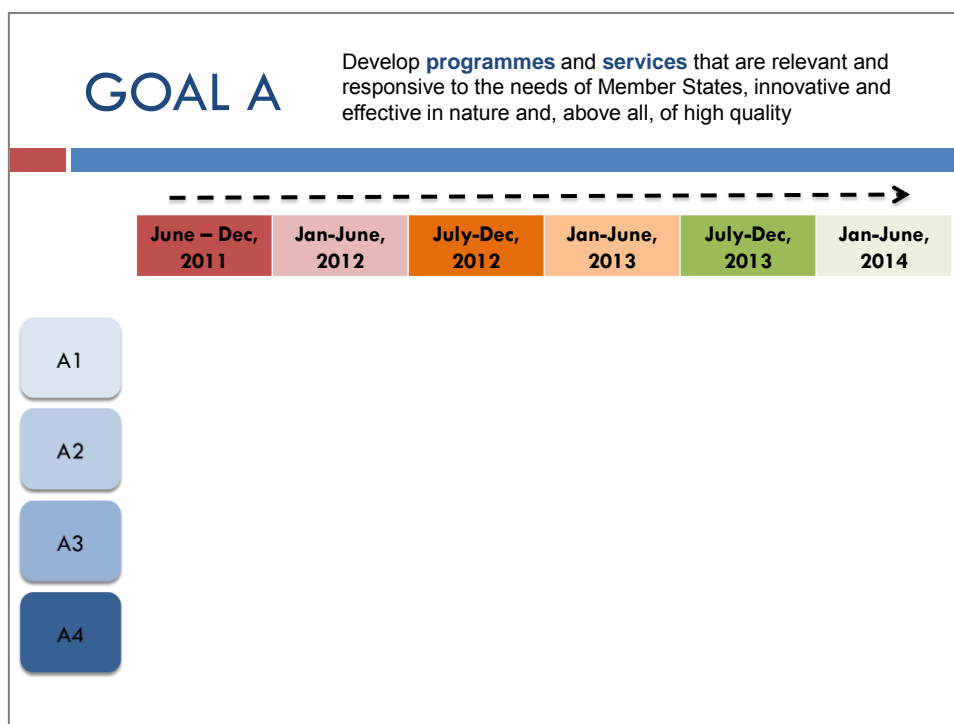 GOAL A
Develop programmes and services that are relevant and
responsive to the needs of Member States, innovative and
effective in nature and, above all, of high quality
June – Dec,
2011
Jan-June,
2012
July-Dec,
2012
Jan-June,
2013
July-Dec,
2013
Jan-June,
2014
A1
A2
A3
A4